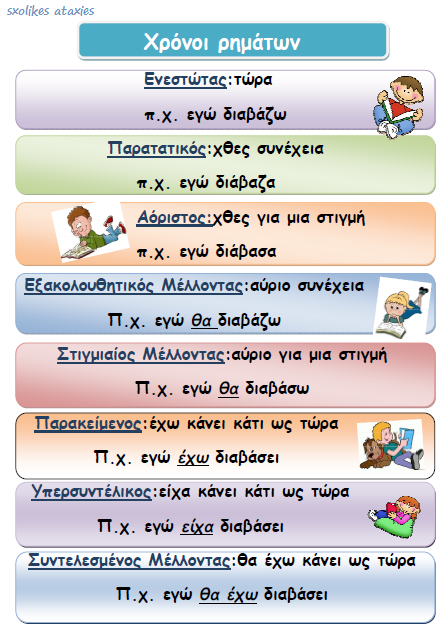 sxolikes ataxies
Χρόνοι ρημάτων
Ενεστώτας:τώρα
π.χ. εγώ διαβάζω
Παρατατικός:χθες συνέχεια
π.χ. εγώ διάβαζα
Αόριστος:χθες για μια στιγμή
π.χ. εγώ διάβασα
Εξακολουθητικός Μέλλοντας:αύριο συνέχεια
Π.χ. εγώ θα διαβάζω
Στιγμιαίος Μέλλοντας:αύριο για μια στιγμή
Π.χ. εγώ θα διαβάσω
Παρακείμενος:έχω κάνει κάτι ως τώρα
Π.χ. εγώ έχω διαβάσει
Υπερσυντέλικος:είχα κάνει κάτι ως τώρα
Π.χ. εγώ είχα διαβάσει
Συντελεσμένος Μέλλοντας:θα έχω κάνει ως τώρα
Π.χ. εγώ θα έχω διαβάσει